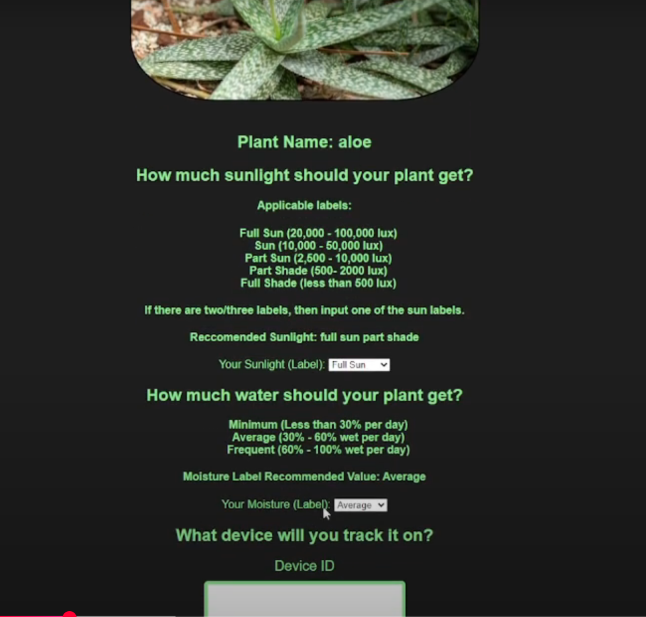 Plant Name: aloe
How much sunlight should your plant get?
Applicable labels:
Full Sun (20,000 - 100,000 lux)
Sun (10,000 - 50,000 lux)
Part Sun (2,500 - 10,000 lux)
Part Shade (500- 2000 lux)
Full Shade (less than 500 lux)
If there are two/three labels, then input one of the sun labels.
Reccomended Sunlight: full sun part shade
Your Sunlight (Label): Full Sun
How much water should your plant get?
Minimum (Less than 30% per day)
Average (30% - 60% wet per day)
Frequent (60% - 100% wet per day)
Moisture Label Recommended Value: Average
Your Moisture (Label): Average
What device will you track it on?
Device ID